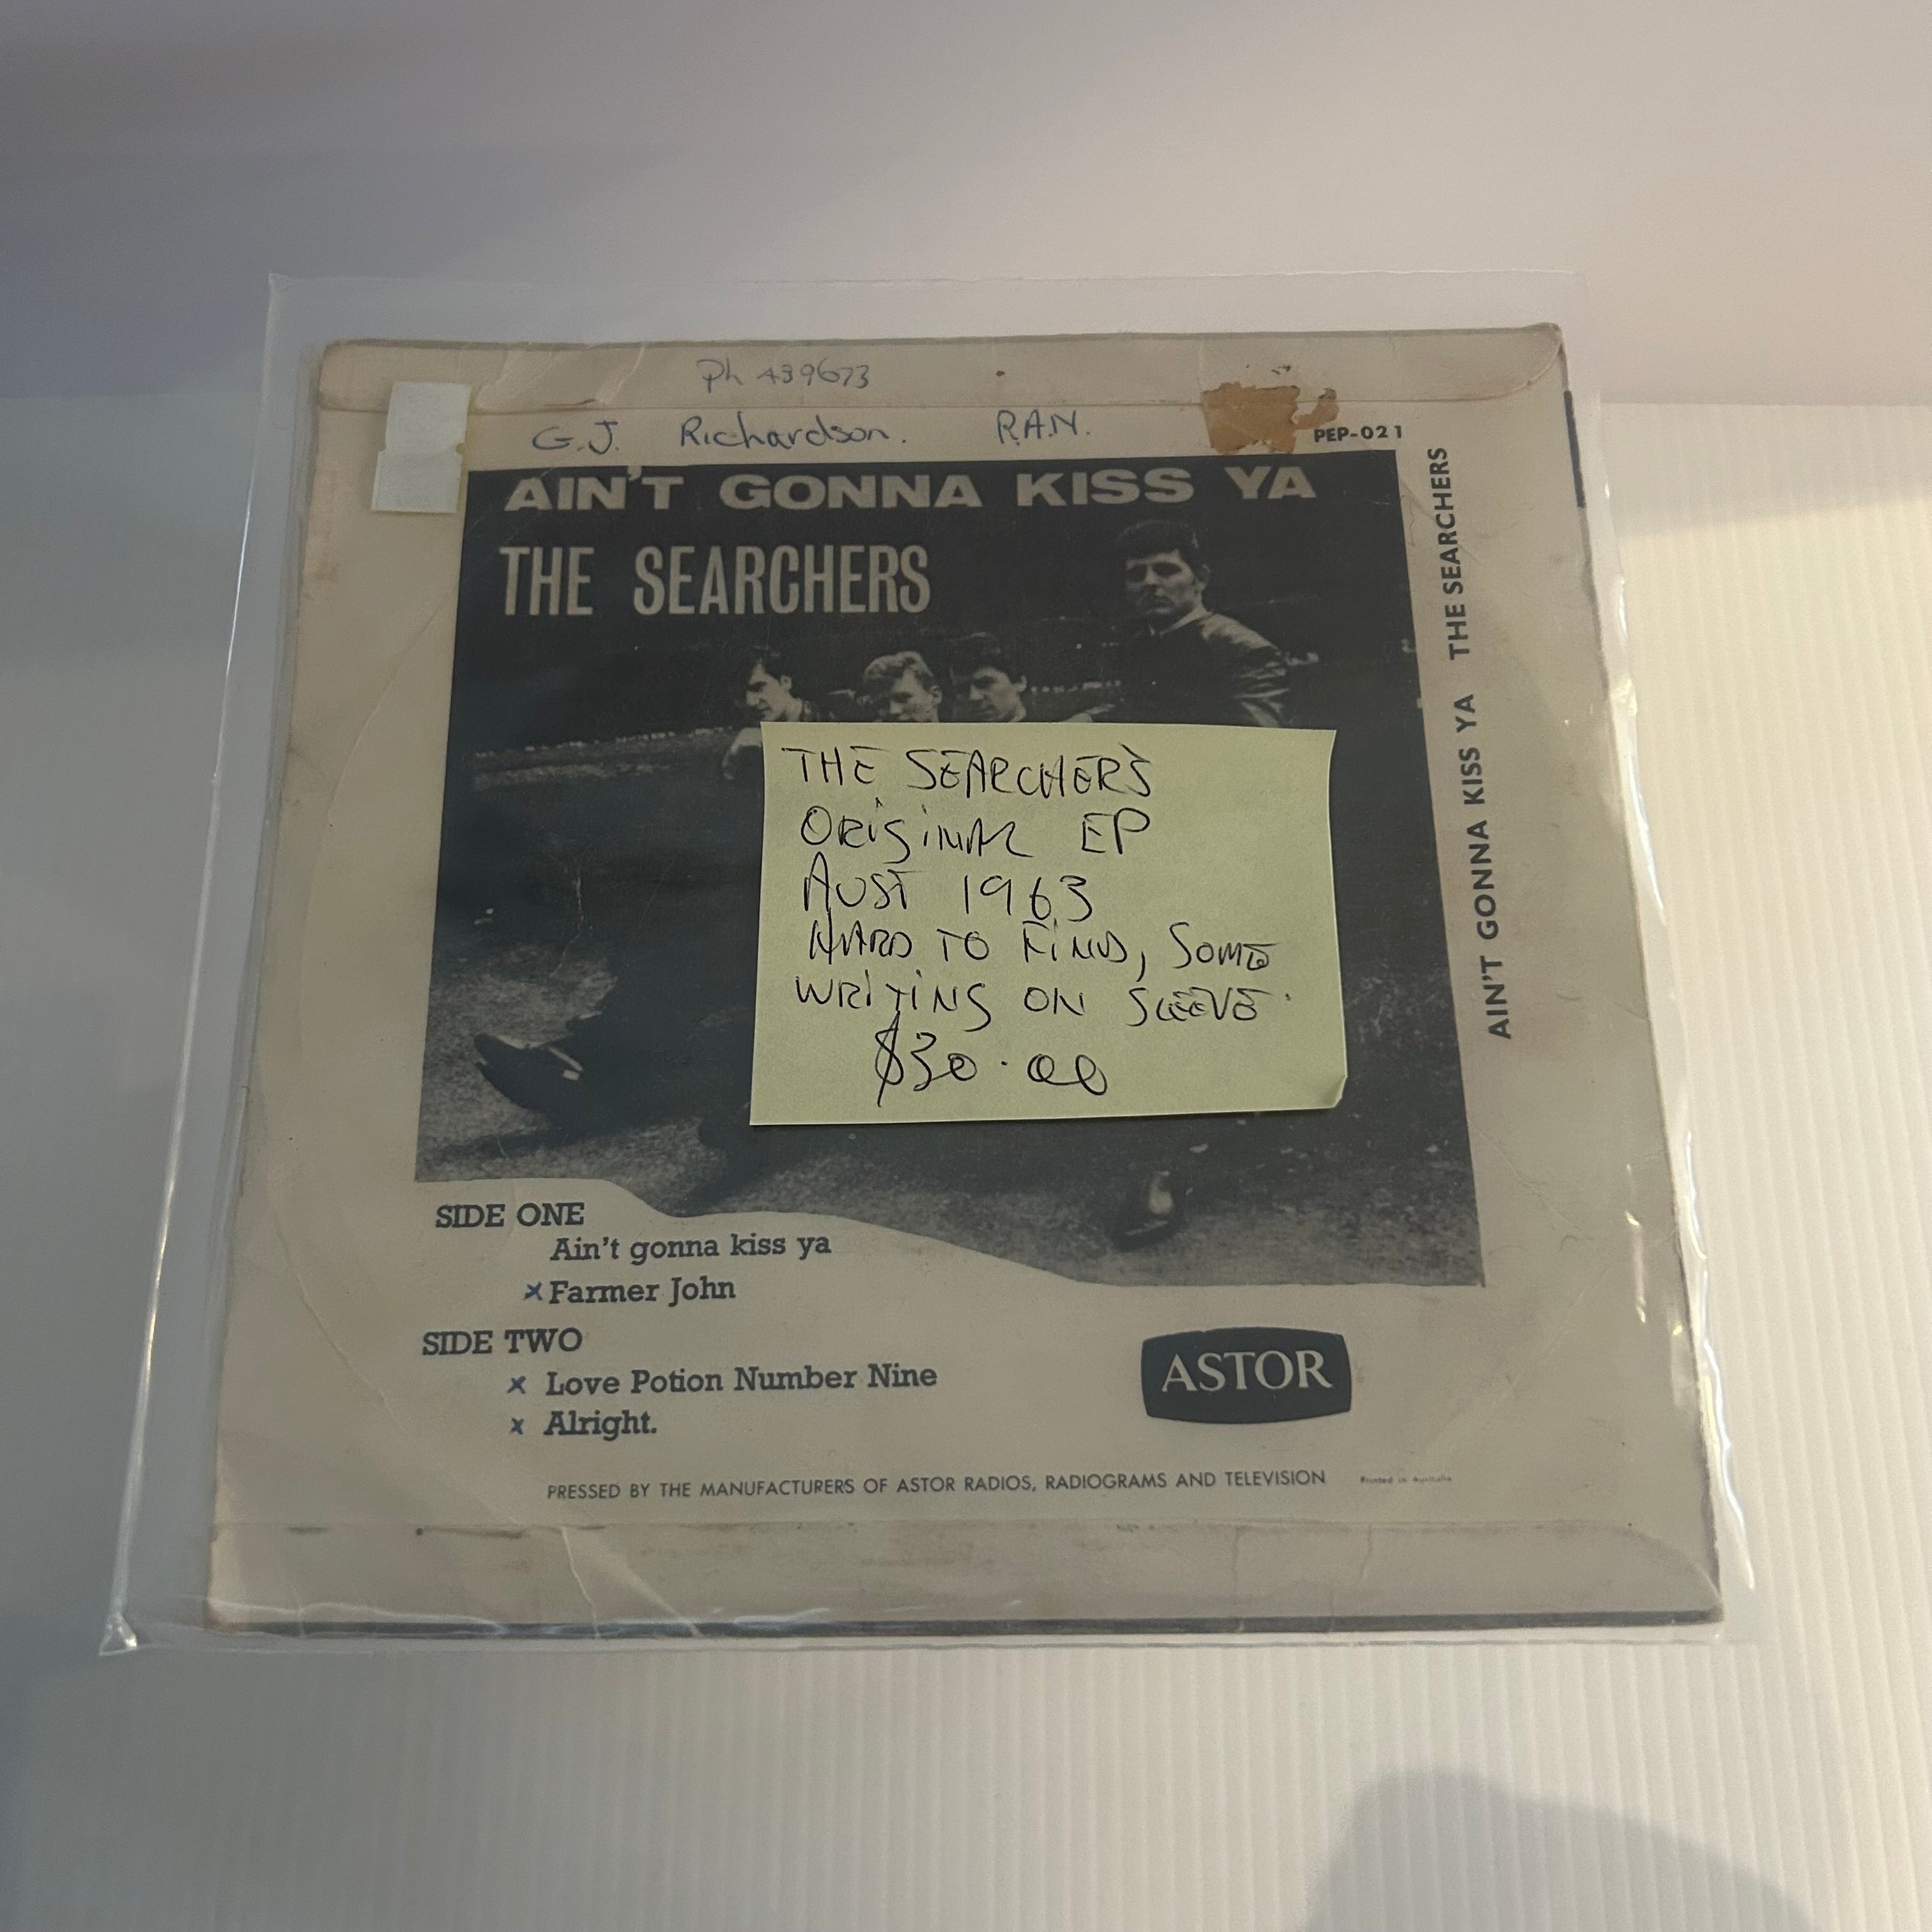 Ph 439673
G.J. Richardson. R.A.N.
PEP-021
AIN'T GONNA KISS YA
THE SEARCHERS
AIN'T GONNA KISS YA THE SEARCHERS
THE SEARCHERS
ORIGINAL EP
AUST 1963
HARD TO FIND, SOME
WRITING ON SLEEVE.
$30.00
SIDE ONE
Ain't gonna kiss ya
x Farmer John
SIDE TWO
x Love Potion Number Nine
x Alright.
ASTOR
PRESSED BY THE MANUFACTURERS OF ASTOR RADIOS, RADIOGRAMS AND TELEVISION Printed in Australia